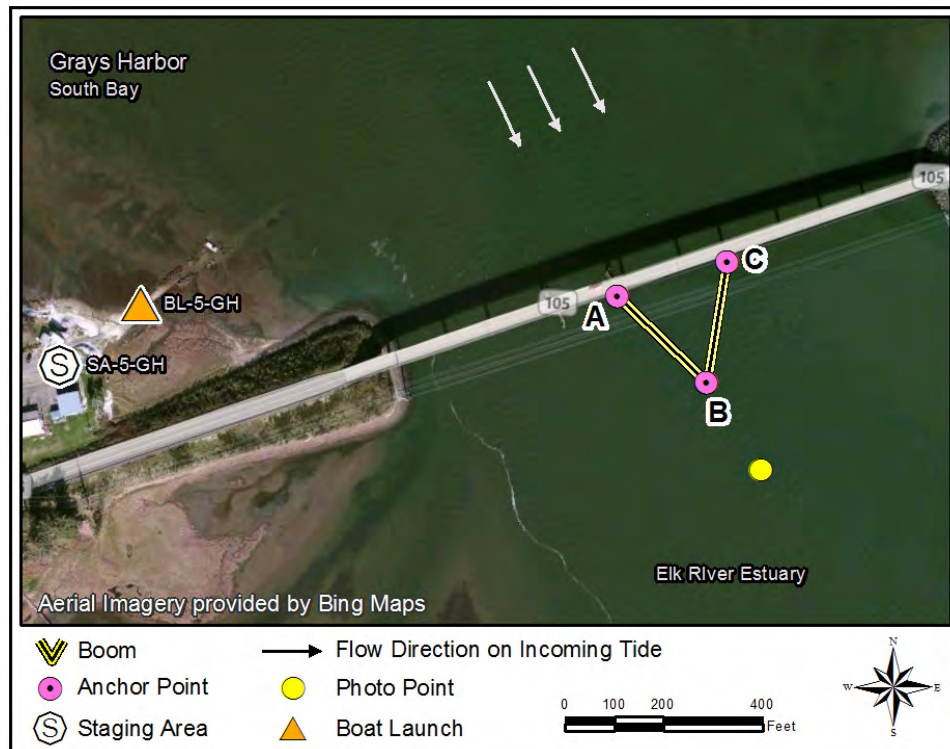 Grays Harbor
South Bay
105
C
105
A
BL-5-GH
S
SA-5-GH
B
Elk RIver Estuary
Aerial Imagery provided by Bing Maps
Boom
Flow Direction on Incoming Tide
Anchor Point
Photo Point
S
Staging Area
Boat Launch
N
W
E
S
0
100
200
400
Feet